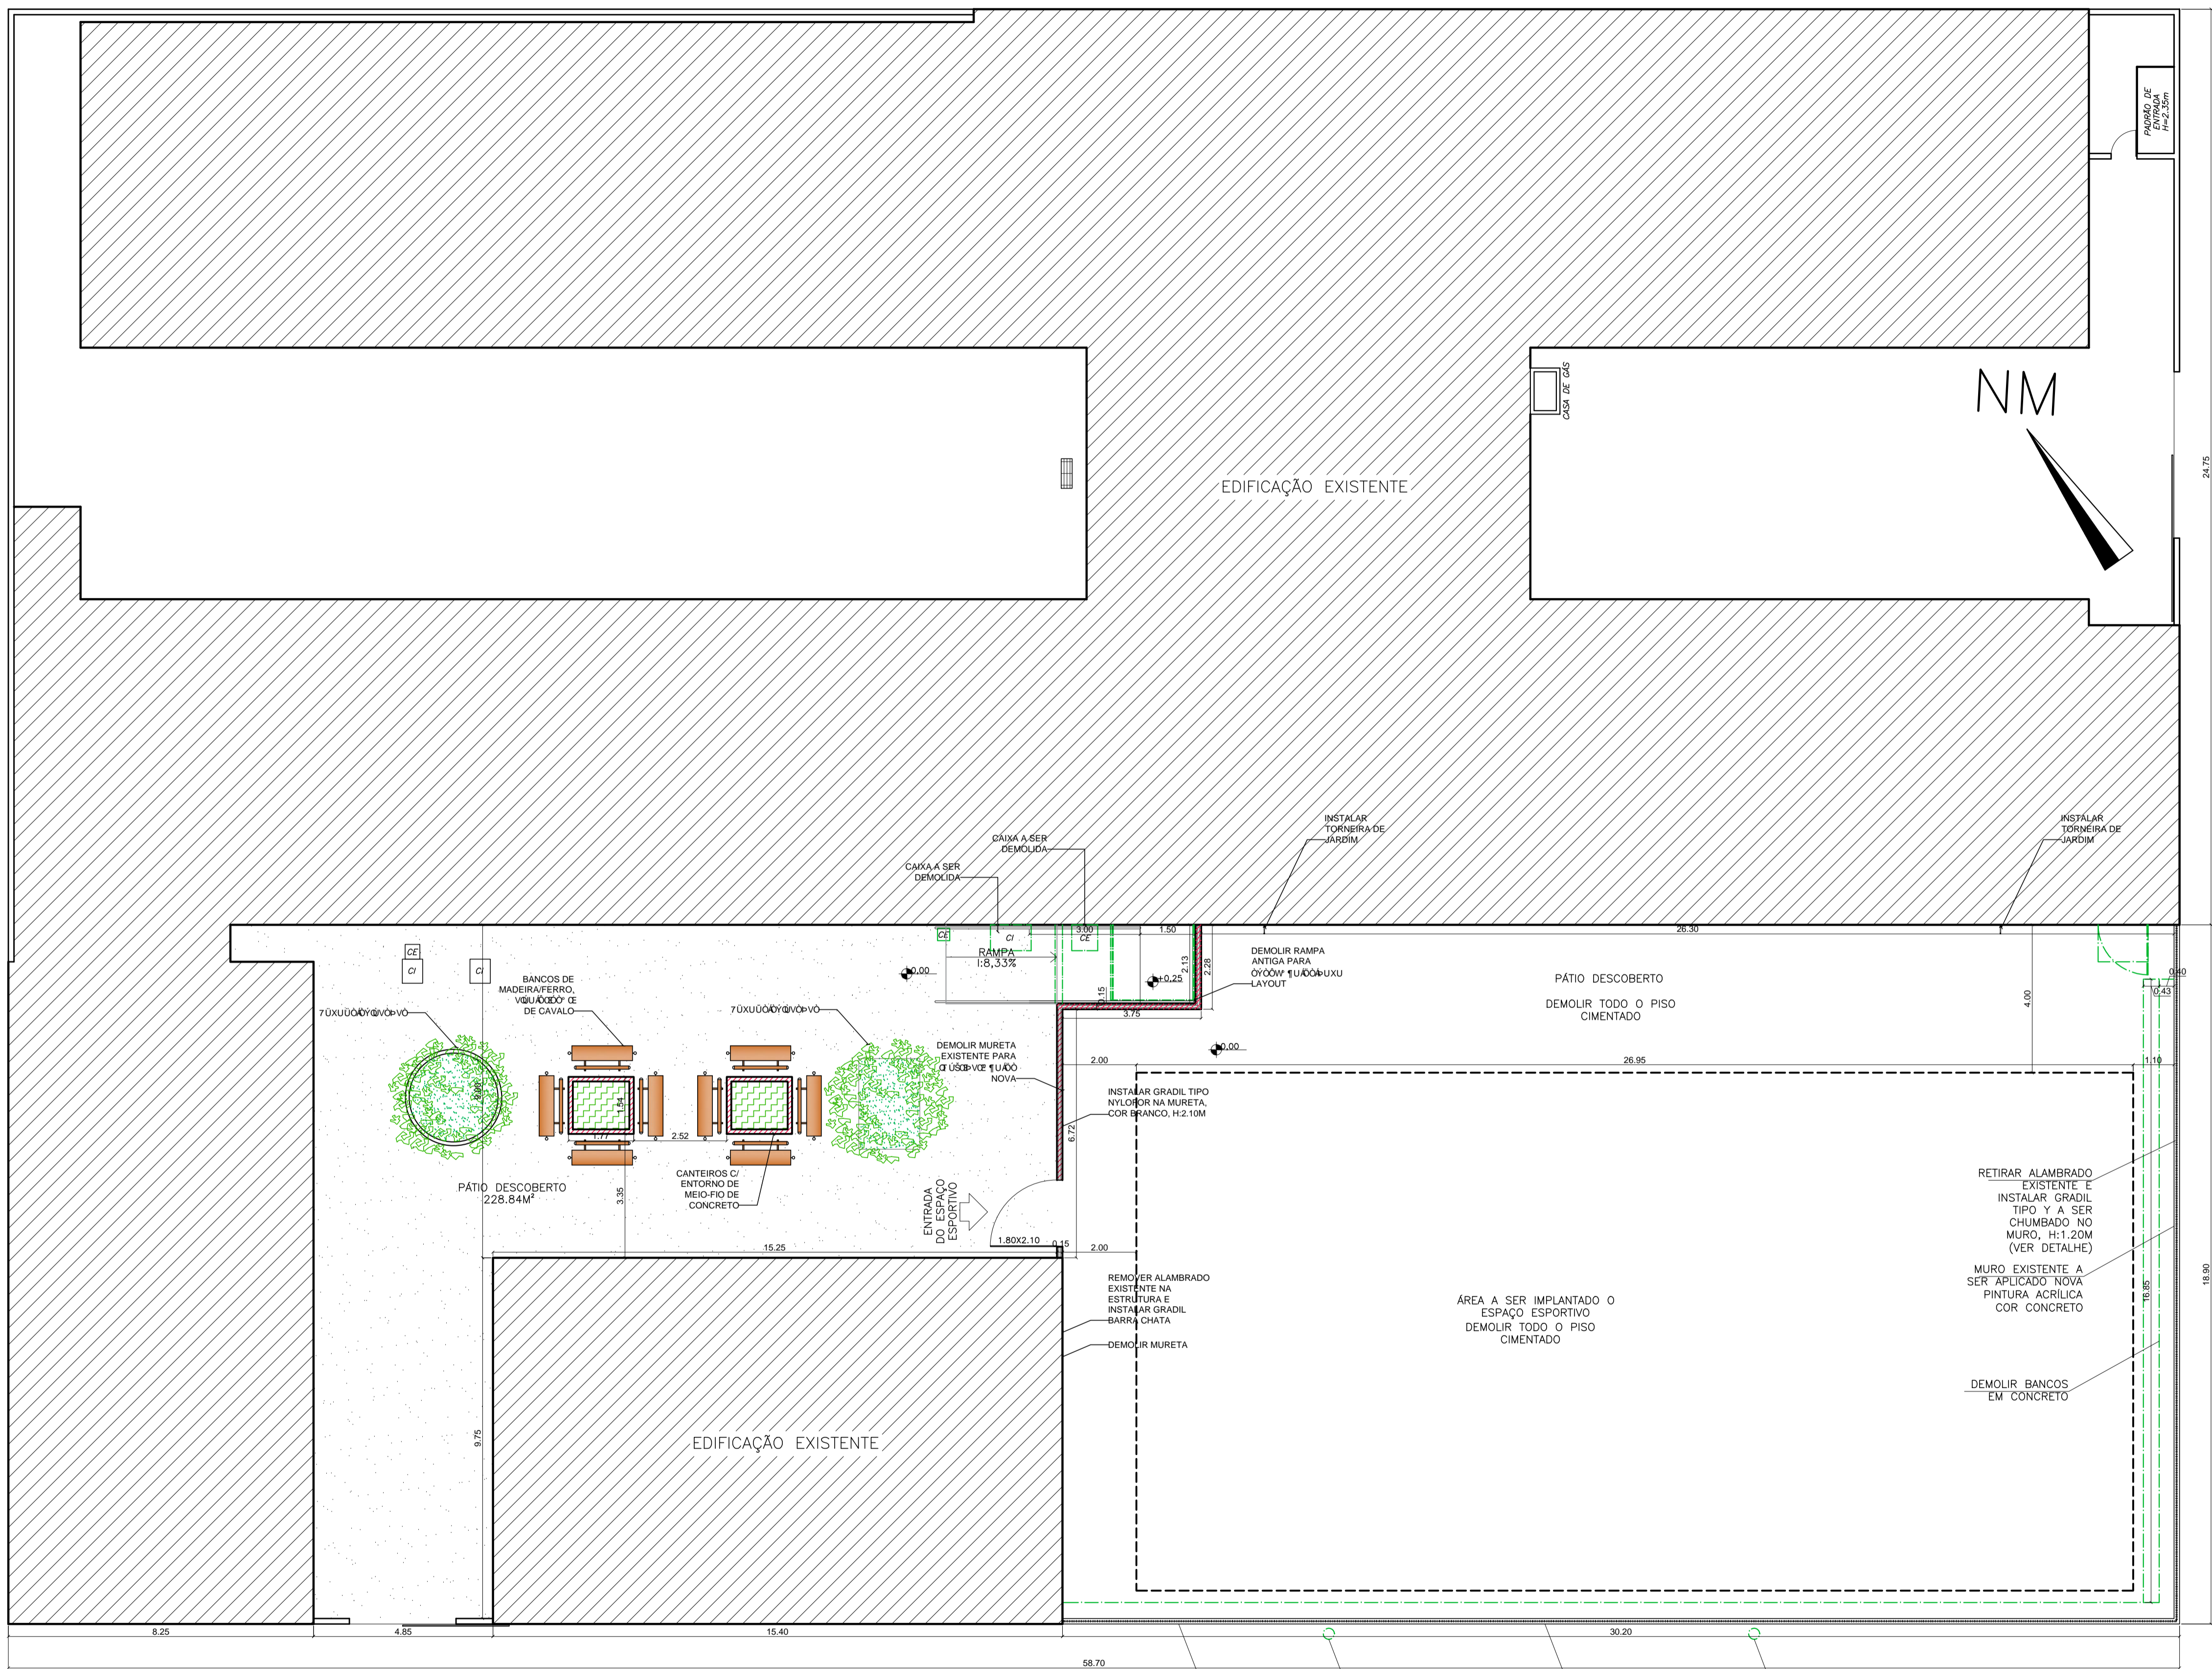 PADRÃO DE
ENTRADA
H=2.35m
CASA DE GÁS
NM
24.75
EDIFICAÇÃO EXISTENTE
INSTALAR
TORNEIRA DE
JARDIM
INSTALAR
TORNEIRA DE
JARDIM
CAIXA A SER
DEMOLIDA
CAIXA A SER
DEMOLIDA
CE
CI
CI
CE
CI
CE
3.00
1.50
26.30
RAMPA
I:8,33%
0,00
+0,25
2.13
2.28
0.15
3.75
DEMOLIR RAMPA
ANTIGA PARA
LAYOUT
PÁTIO DESCOBERTO
DEMOLIR TODO O PISO
CIMENTADO
4.00
0.40
0.43
BANCOS DE
MADEIRA/FERRO,
DE CAVALO
DEMOLIR MURETA
EXISTENTE PARA
NOVA
0,00
2.00
26.95
1.10
INSTALAR GRADIL TIPO
NYLOFOR NA MURETA,
COR BRANCO, H:2.10M
6.72
9.00
1.54
1.77
2.52
3.35
CANTEIROS C/
ENTORNO DE
MEIO-FIO DE
CONCRETO
PÁTIO DESCOBERTO
228.84M²
ENTRADA
DO ESPAÇO
ESPORTIVO
1.80X2.10
0.15
2.00
15.25
RETIRAR ALAMBRADO
EXISTENTE E
INSTALAR GRADIL
TIPO Y A SER
CHUMBADO NO
MURO, H:1.20M
(VER DETALHE)
MURO EXISTENTE A
SER APLICADO NOVA
PINTURA ACRÍLICA
COR CONCRETO
16.85
18.90
REMOVER ALAMBRADO
EXISTENTE NA
ESTRUTURA E
INSTALAR GRADIL
BARRA CHATA
DEMOLIR MURETA
ÁREA A SER IMPLANTADO O
ESPAÇO ESPORTIVO
DEMOLIR TODO O PISO
CIMENTADO
DEMOLIR BANCOS
EM CONCRETO
9.75
EDIFICAÇÃO EXISTENTE
8.25
4.85
15.40
30.20
58.70